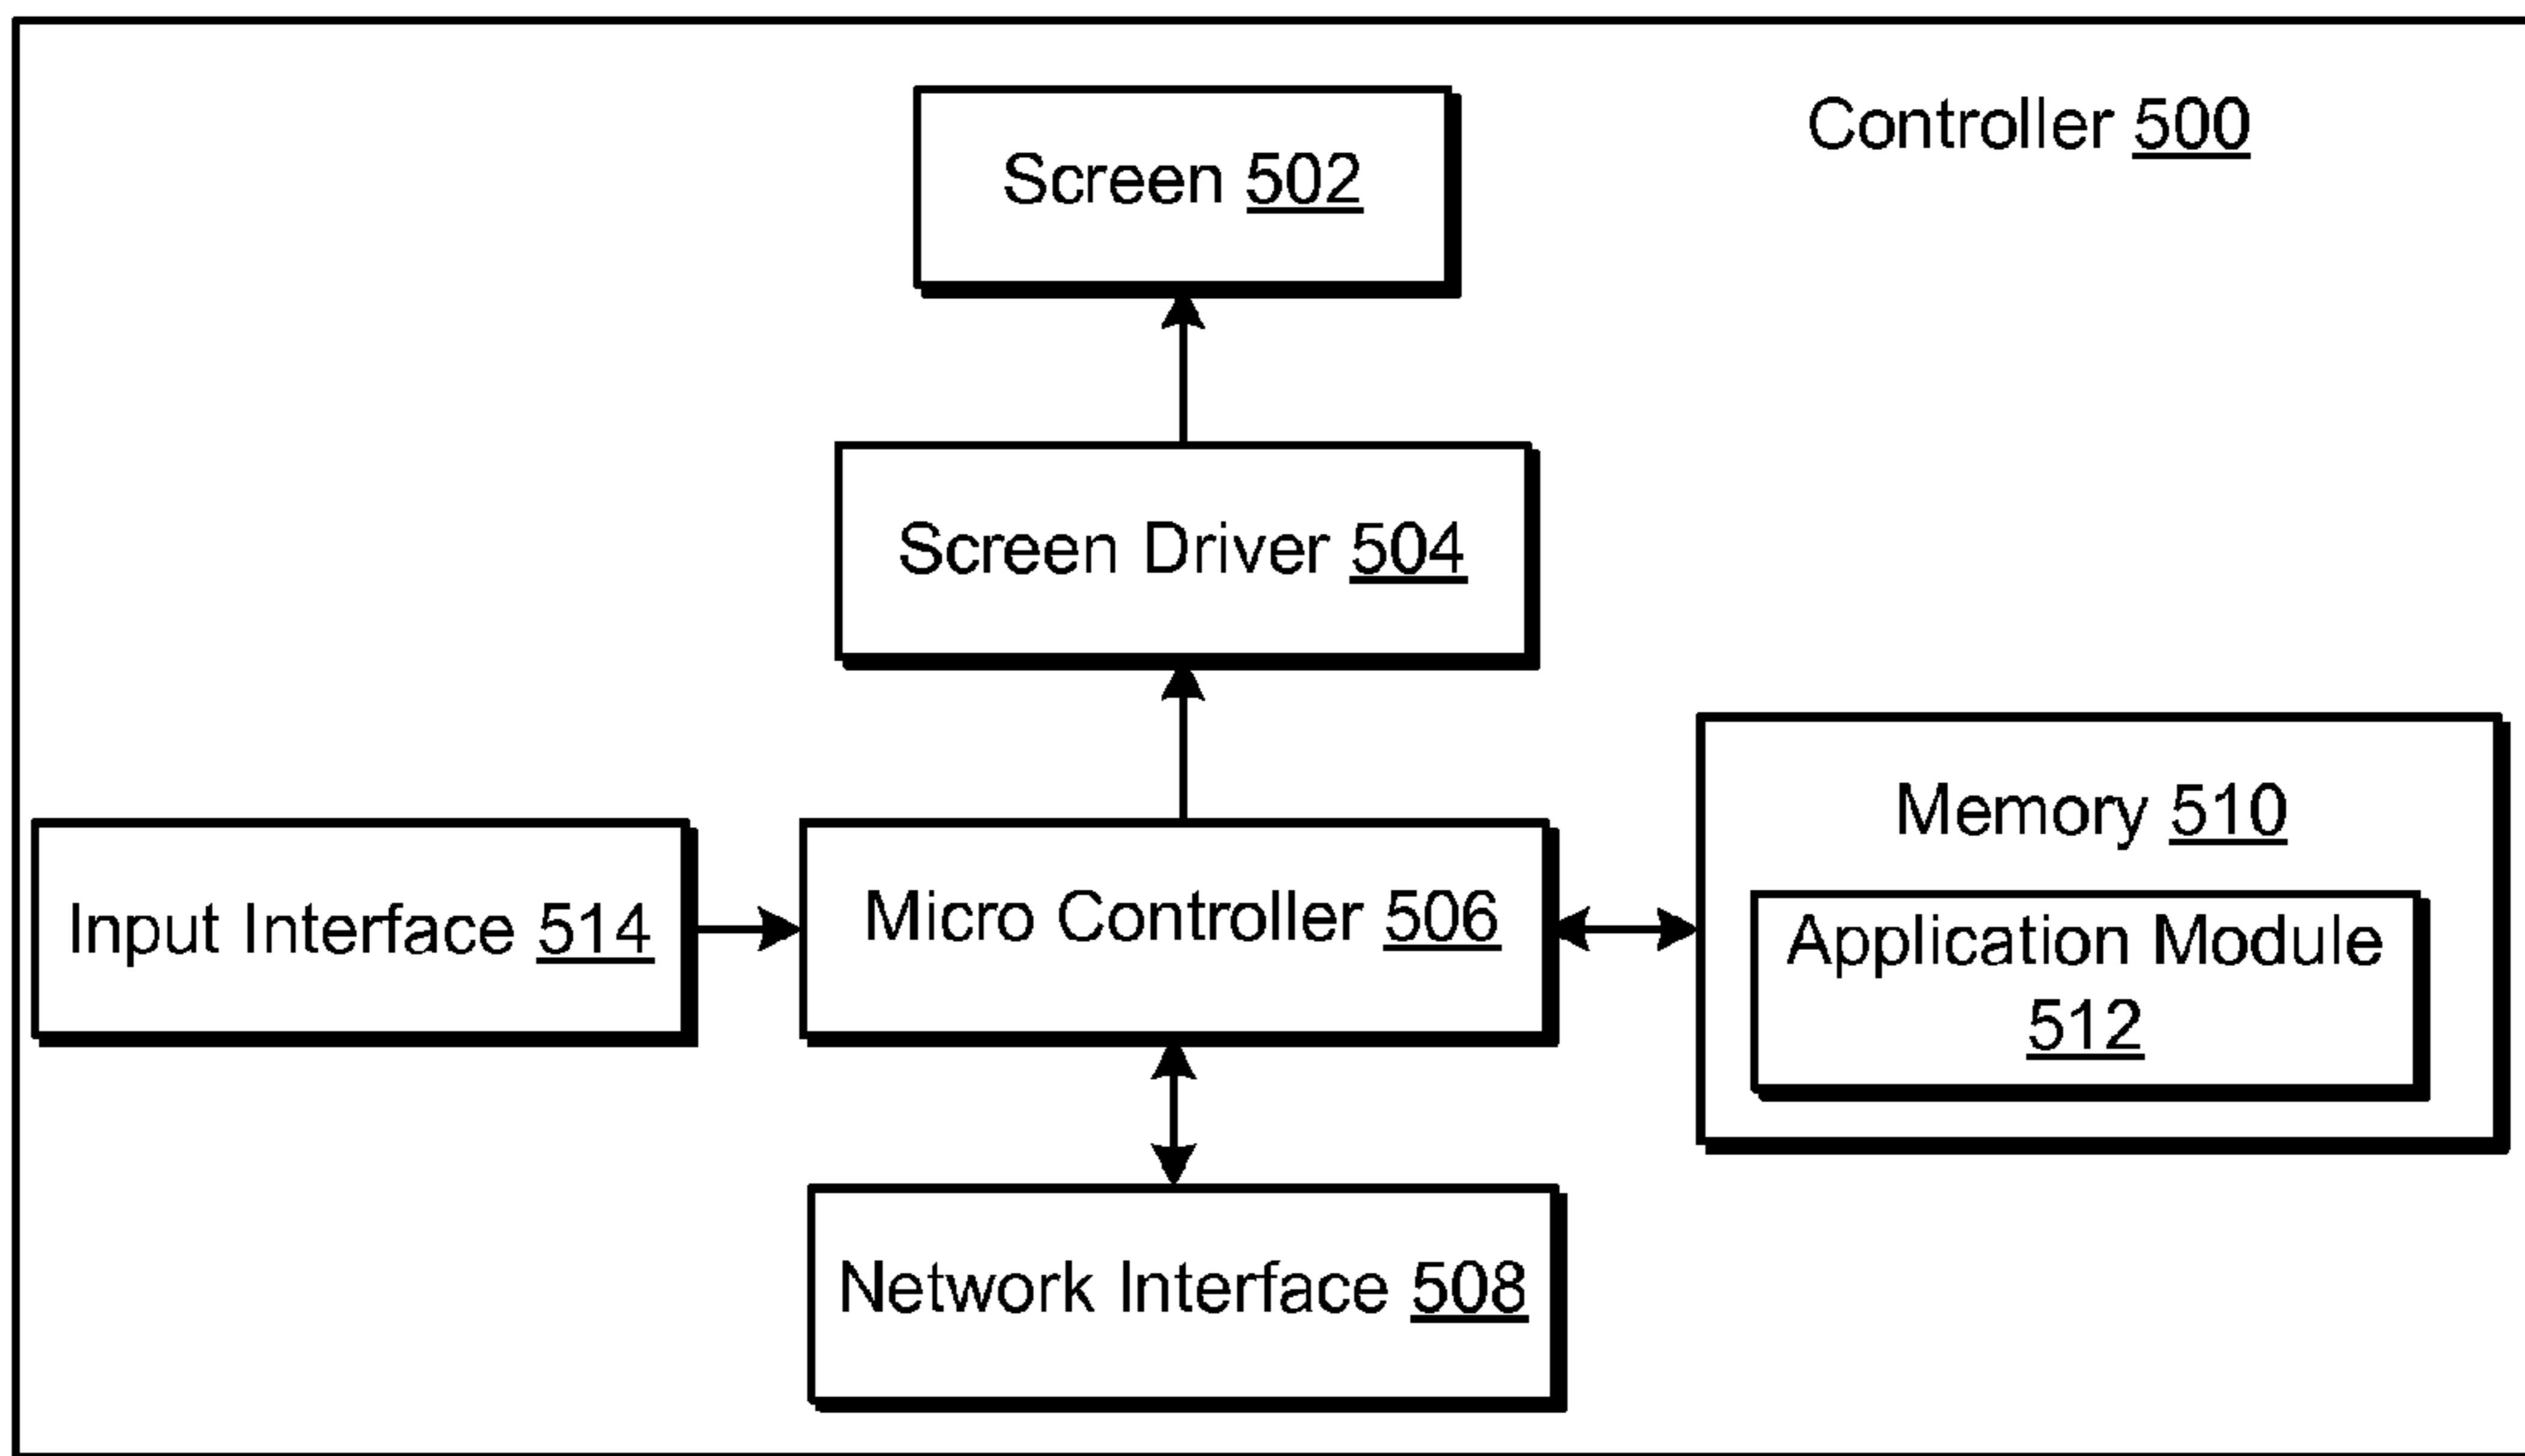 Controller 500
Screen 502
Screen Driver 504
Memory 510
Input Interface 514
Micro Controller 506
Application Module
512
Network Interface 508